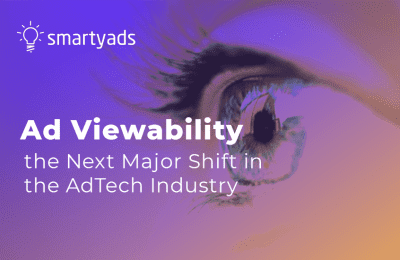 smartyads
Ad Viewability
the Next Major Shift in
the AdTech Industry